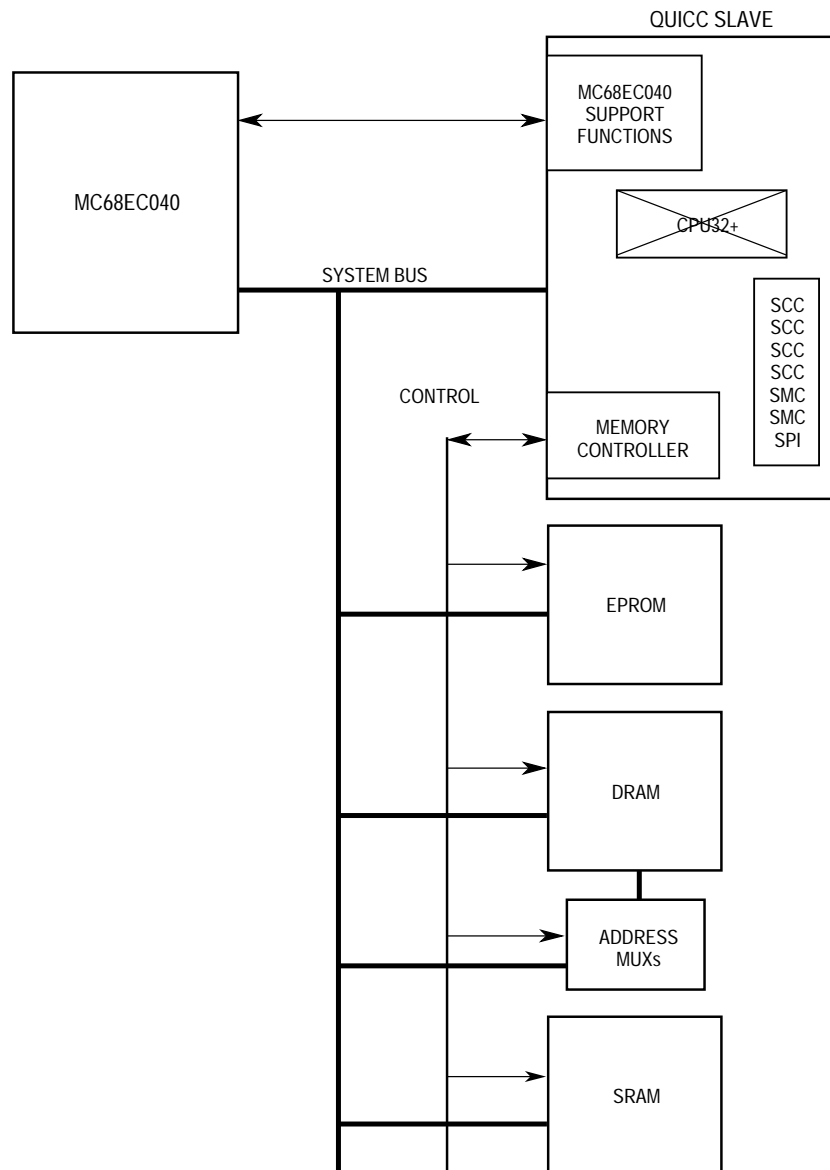 QUICC SLAVE
MC68EC040
SUPPORT
FUNCTIONS
MC68EC040
CPU32+
SYSTEM BUS
SCC
SCC
SCC
SCC
SMC
SMC
SPI
CONTROL
MEMORY
CONTROLLER
EPROM
DRAM
ADDRESS
MUXs
SRAM